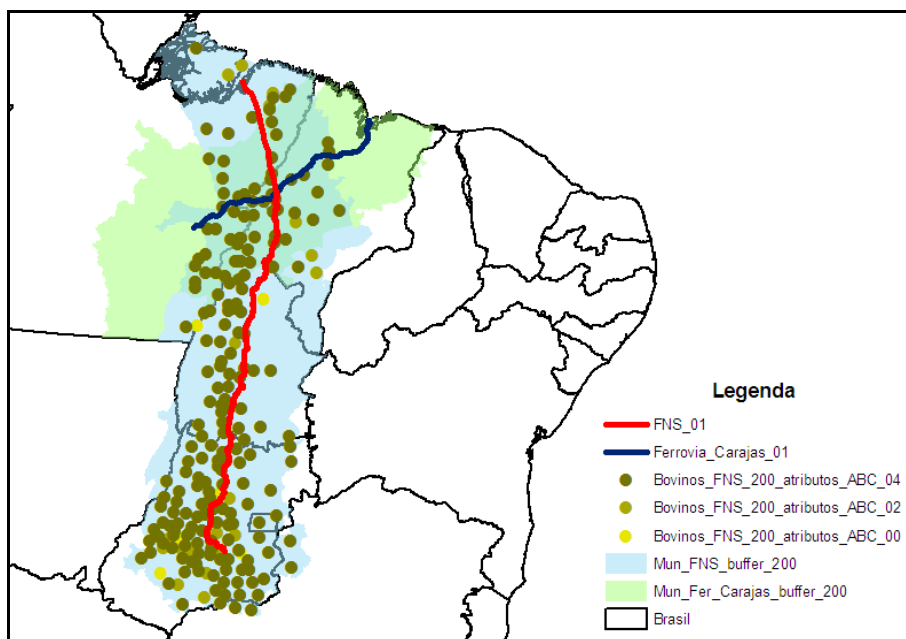 Legenda
FNS_01
Ferrovia_Carajas_01
Bovinos_FNS_200_atributos_ABC_04
Bovinos_FNS_200_atributos_ABC_02
Bovinos_FNS_200_atributos_ABC_00
Mun_FNS_buffer_200
Mun_Fer_Carajas_buffer_200
Brasil